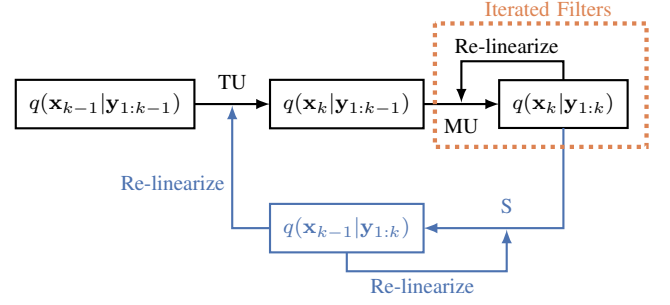 Iterated Filters
Re-linearize
TU
q(x_{k−1}|y_{1:k−1})
q(x_k|y_{1:k−1})
q(x_k|y_{1:k})
MU
Re-linearize
S
q(x_{k−1}|y_{1:k})
Re-linearize